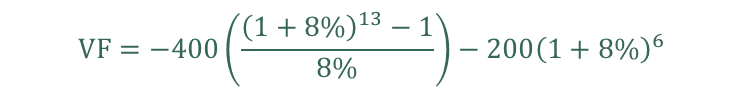 VF = −400 ( ((1 + 8%)¹³ − 1) / 8% ) − 200(1 + 8%)⁶